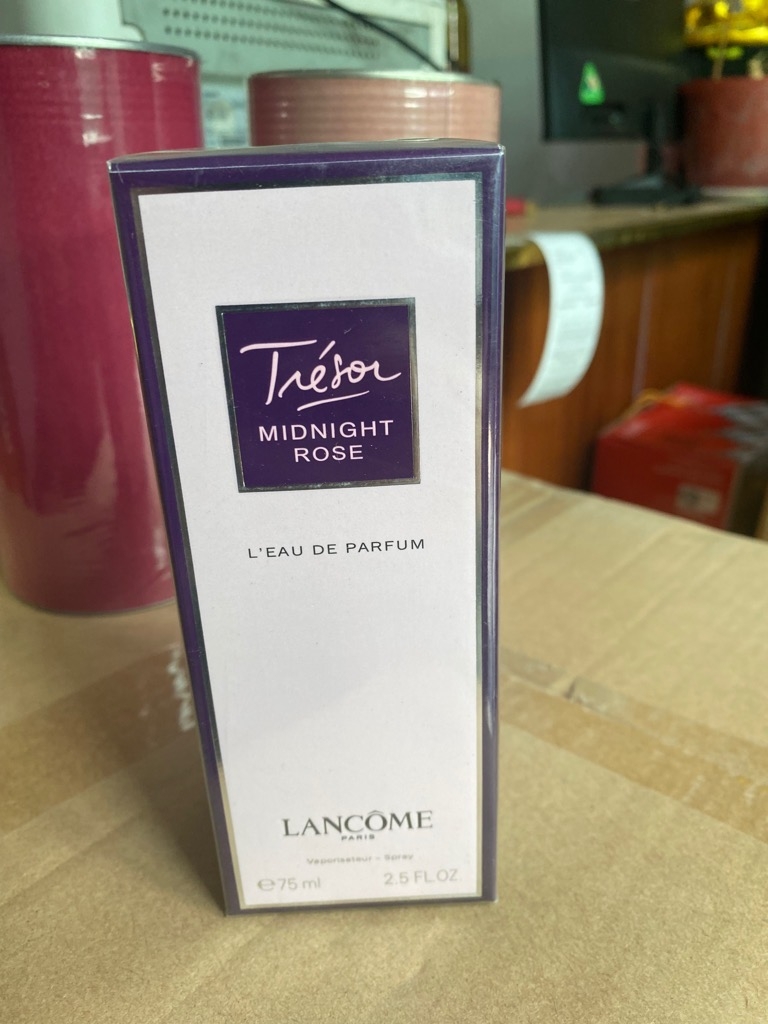 Trésor
MIDNIGHT
ROSE
L'EAU DE PARFUM
LANCÔME
PARIS
Vaporisateur - Spray
℮75 ml 2.5 FL.OZ.